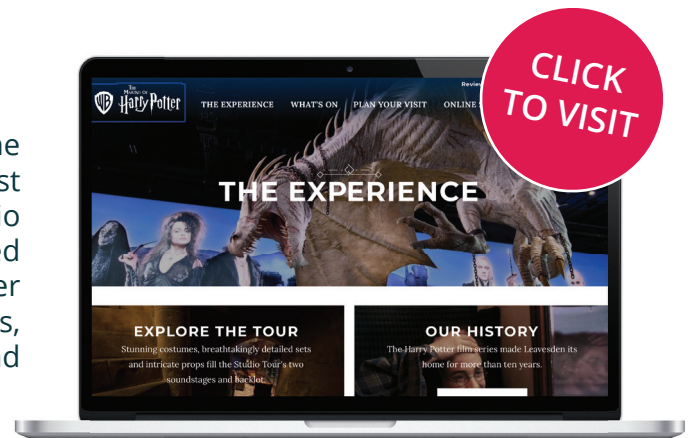 CLICK
TO VISIT
WB
THE
MAKING OF
Harry Potter
THE EXPERIENCE WHAT'S ON PLAN YOUR VISIT ONLINE
THE EXPERIENCE
EXPLORE THE TOUR
Stunning costumes, breathtakingly detailed sets
and intricate props fill the Studio Tour's two
soundstages and backlot.
OUR HISTORY
The Harry Potter film series made Leavesden its
home for more than ten years.